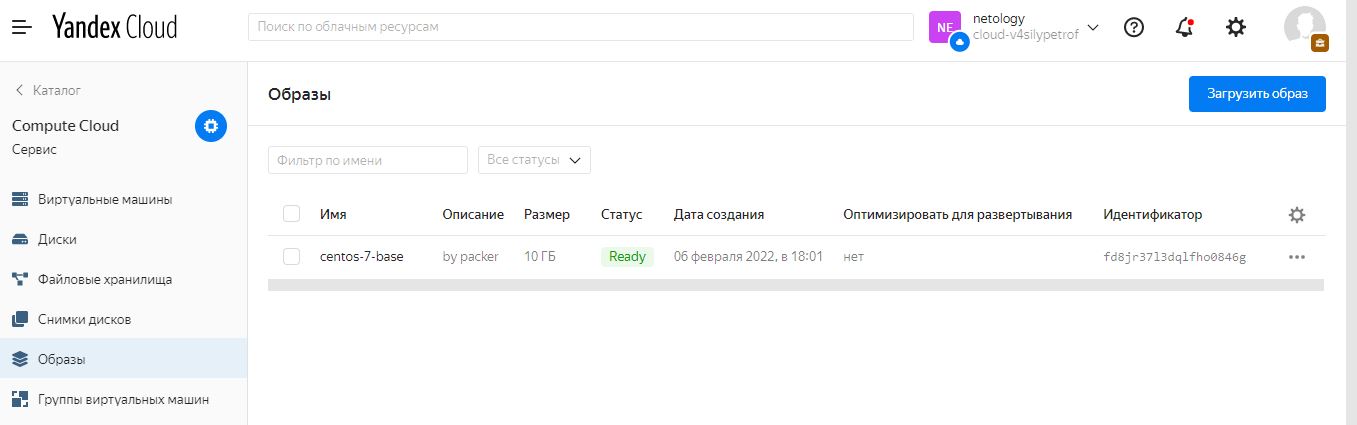 Yandex Cloud
Поиск по облачным ресурсам
NE
netology
cloud-v4silypetrof
Каталог
Compute Cloud
Сервис
Виртуальные машины
Диски
Файловые хранилища
Снимки дисков
Образы
Группы виртуальных машин
Образы
Загрузить образ
Фильтр по имени
Все статусы
Имя Описание Размер Статус Дата создания Оптимизировать для развертывания Идентификатор
centos-7-base by packer 10 ГБ Ready 06 февраля 2022, в 18:01 нет fd8jr37l3dqlfho0846g